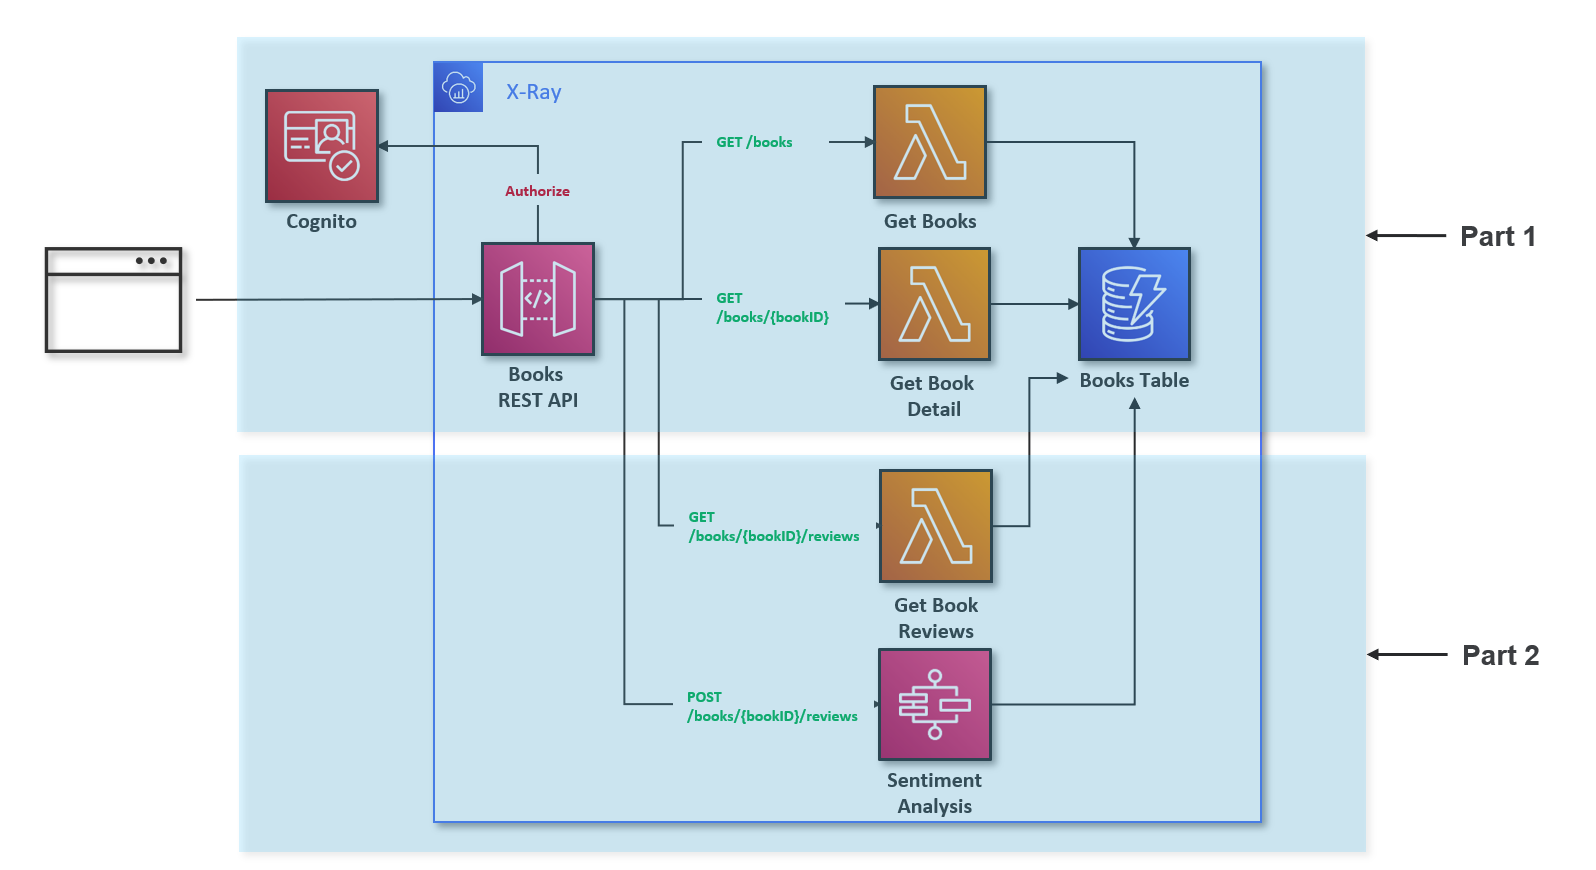 X-Ray
Cognito
Authorize
Books
REST API
GET /books
Get Books
GET
/books/{bookID}
Get Book
Detail
Books Table
Part 1
GET
/books/{bookID}/reviews
Get Book
Reviews
POST
/books/{bookID}/reviews
Sentiment
Analysis
Part 2